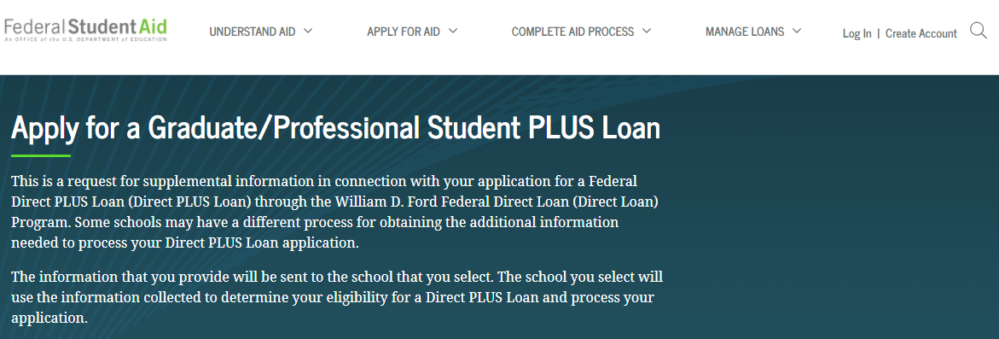 Federal Student Aid
An OFFICE of the U.S. DEPARTMENT of EDUCATION
UNDERSTAND AID
APPLY FOR AID
COMPLETE AID PROCESS
MANAGE LOANS
Log In | Create Account
Apply for a Graduate/Professional Student PLUS Loan
This is a request for supplemental information in connection with your application for a Federal
Direct PLUS Loan (Direct PLUS Loan) through the William D. Ford Federal Direct Loan (Direct Loan)
Program. Some schools may have a different process for obtaining the additional information
needed to process your Direct PLUS Loan application.
The information that you provide will be sent to the school that you select. The school you select will
use the information collected to determine your eligibility for a Direct PLUS Loan and process your
application.